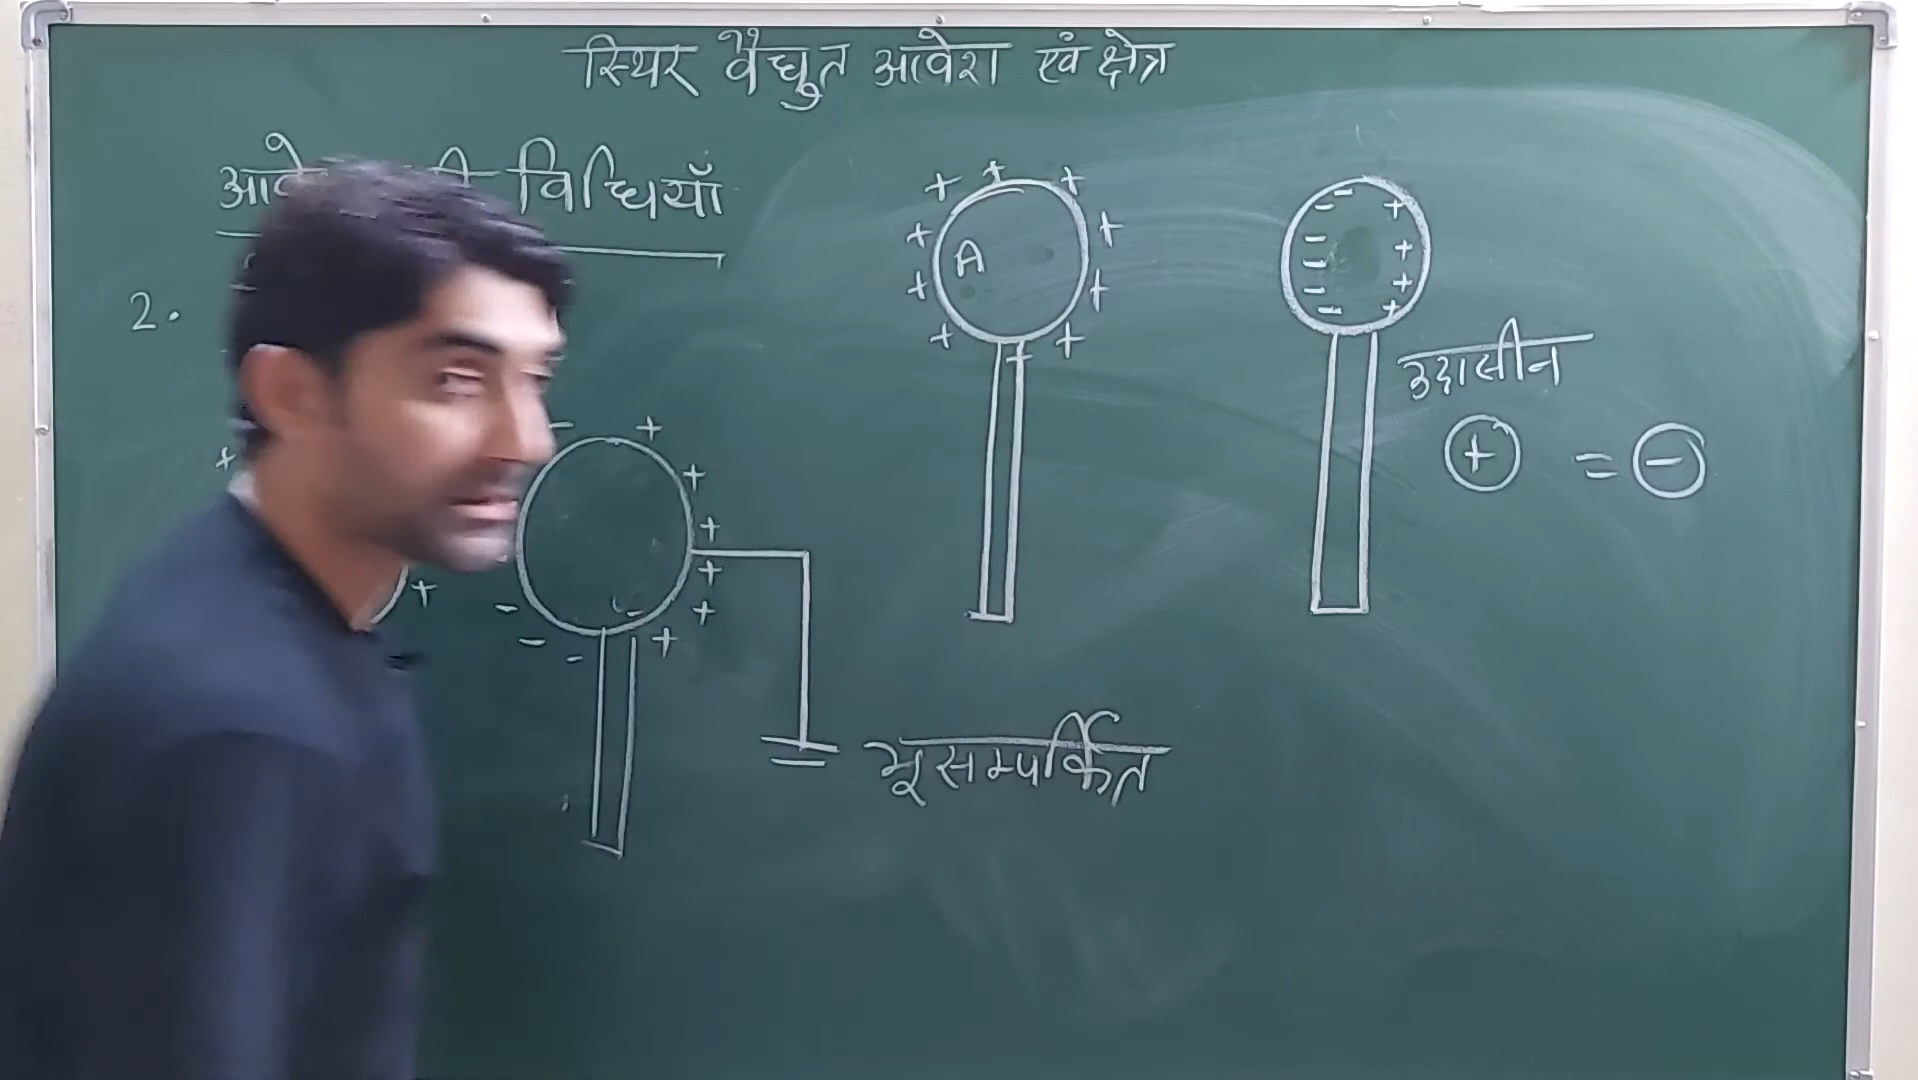 स्थिर वैद्युत आवेश एवं क्षेत्र
विधियाँ
2.
A
उदासीन
+ = -
भूसम्पर्कित